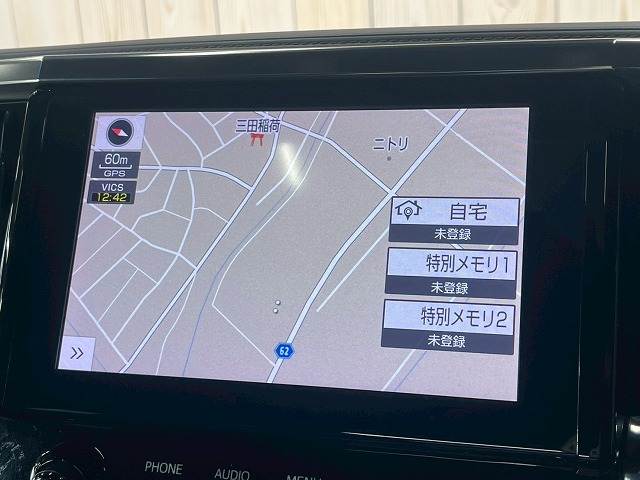 三田稲荷
ニトリ
60m
GPS
VICS
12:42
自宅
未登録
特別メモリ1
未登録
特別メモリ2
未登録
62
PHONE
AUDIO
MENU